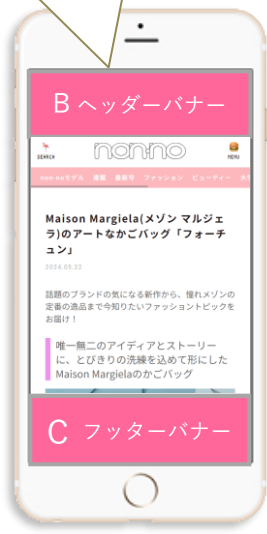 B ヘッダーバナー
SEARCH
non-no
MENU
non-noモデル 連載 最新号 ファッション ビューティー
Maison Margiela(メゾン マルジェ
ラ)のアートなかごバッグ「フォーチ
ュン」
2024.05.22
話題のブランドの気になる新作から、憧れメゾンの
定番の逸品まで今知りたいファッショントピックを
お届け！
唯一無二のアイディアとストーリー
に、とびきりの洗練を込めて形にした
Maison Margielaのかごバッグ
C フッターバナー